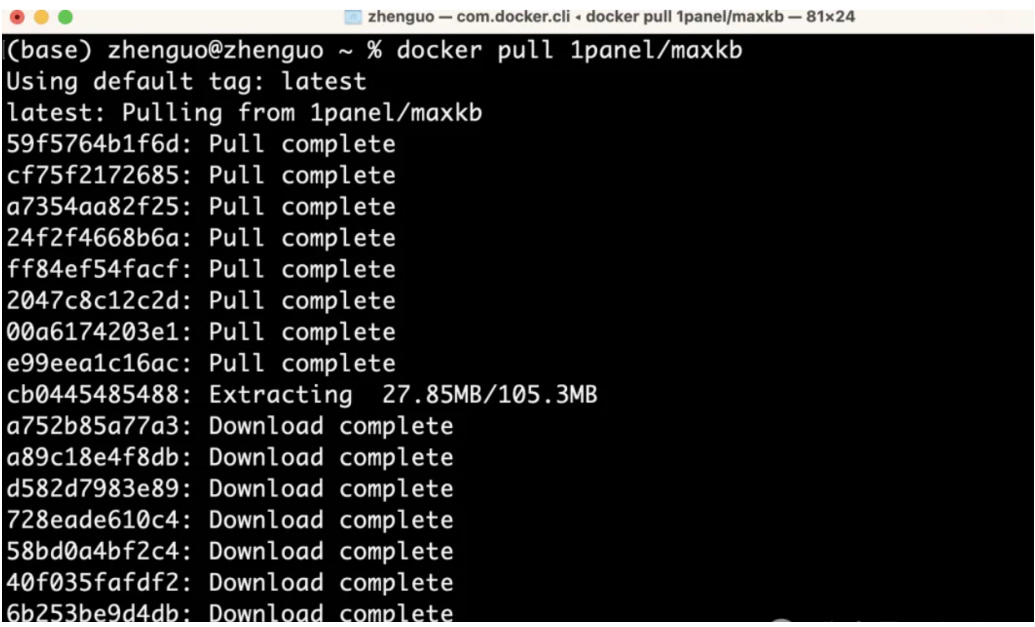 zhenguo — com.docker.cli ◂ docker pull 1panel/maxkb — 81×24
(base) zhenguo@zhenguo ~ % docker pull 1panel/maxkb
Using default tag: latest
latest: Pulling from 1panel/maxkb
59f5764b1f6d: Pull complete
cf75f2172685: Pull complete
a7354aa82f25: Pull complete
24f2f4668b6a: Pull complete
ff84ef54facf: Pull complete
2047c8c12c2d: Pull complete
00a6174203e1: Pull complete
e99eea1c16ac: Pull complete
cb0445485488: Extracting  27.85MB/105.3MB
a752b85a77a3: Download complete
a89c18e4f8db: Download complete
d582d7983e89: Download complete
728eade610c4: Download complete
58bd0a4bf2c4: Download complete
40f035fafdf2: Download complete
6b253be9d4db: Download complete